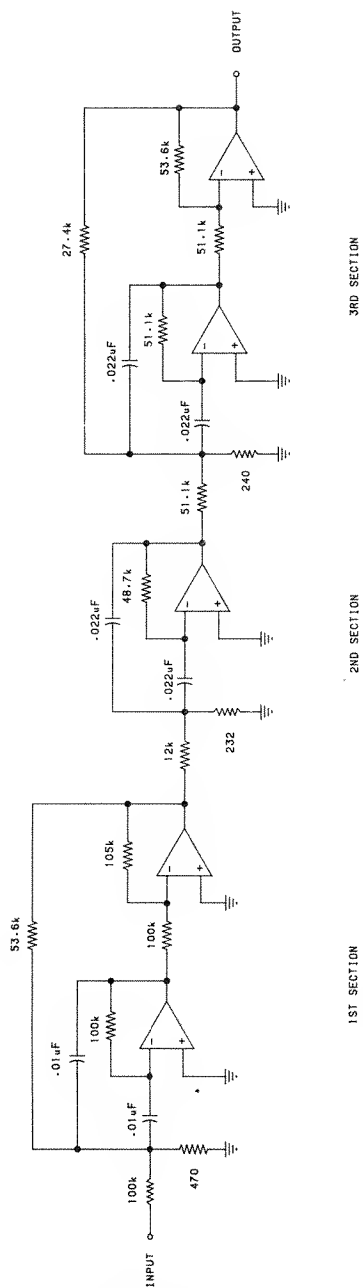 INPUT
100k
470
.01uF
.01uF
100k
53.6k
-
+
100k
105k
-
+
12k
232
.022uF
.022uF
48.7k
-
+
51.1k
240
.022uF
.022uF
51.1k
27.4k
-
+
51.1k
53.6k
-
+
OUTPUT
1ST SECTION
2ND SECTION
3RD SECTION